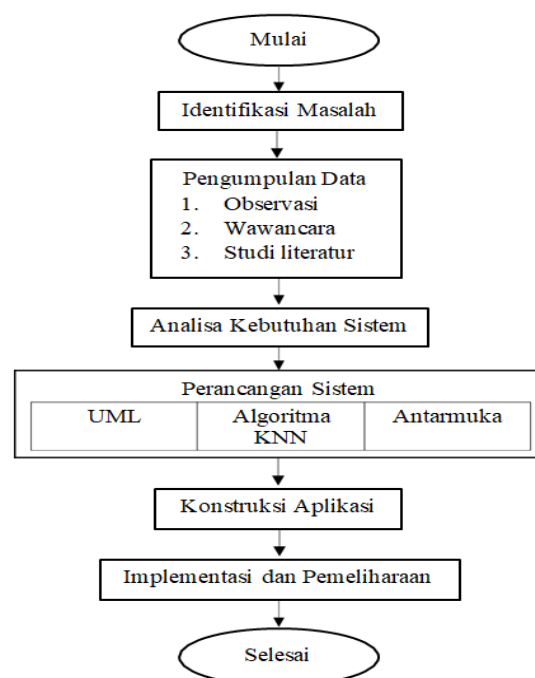 Mulai
Identifikasi Masalah
Pengumpulan Data
1. Observasi
2. Wawancara
3. Studi literatur
Analisa Kebutuhan Sistem
Perancangan Sistem
UML
Algoritma
KNN
Antarmuka
Konstruksi Aplikasi
Implementasi dan Pemeliharaan
Selesai